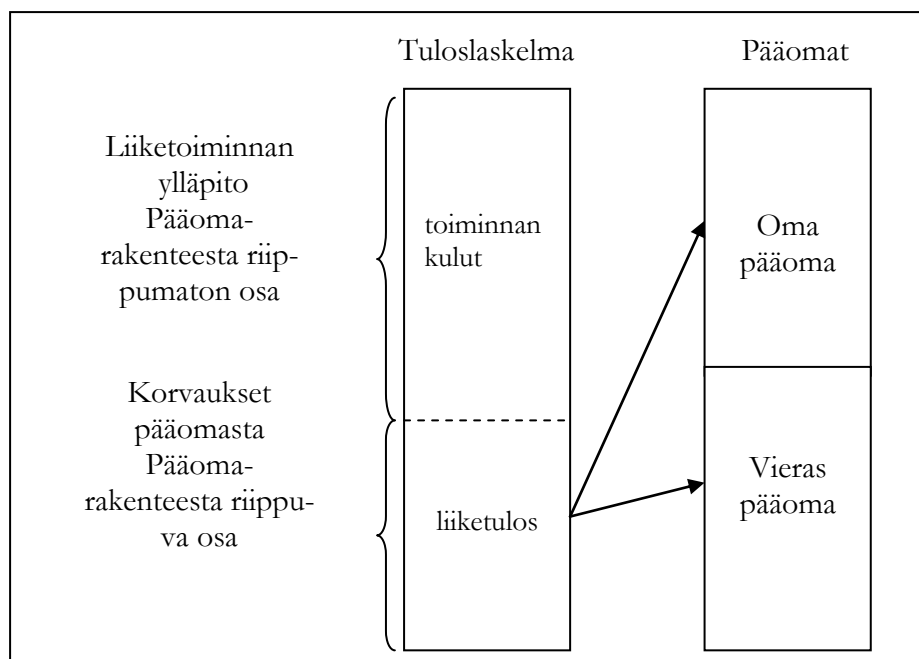 Tuloslaskelma
Pääomat
Liiketoiminnan
ylläpito
Pääoma-
rakenteesta riip-
pumaton osa
toiminnan
kulut
Oma
pääoma
Korvaukset
pääomasta
Pääoma-
rakenteesta riippu-
va osa
liiketulos
Vieras
pääoma